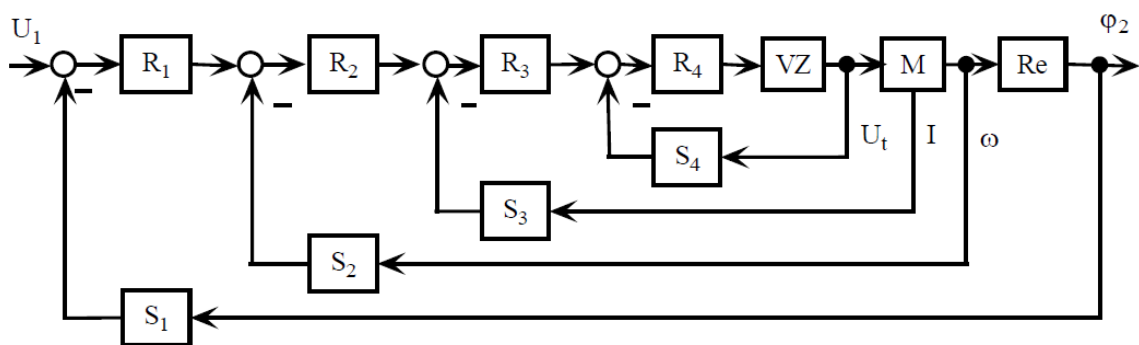 U₁
φ₂
R₁ R₂ R₃ R₄ VZ M Re
− − − −
S₄ Uₜ I ω
S₃
S₂
S₁